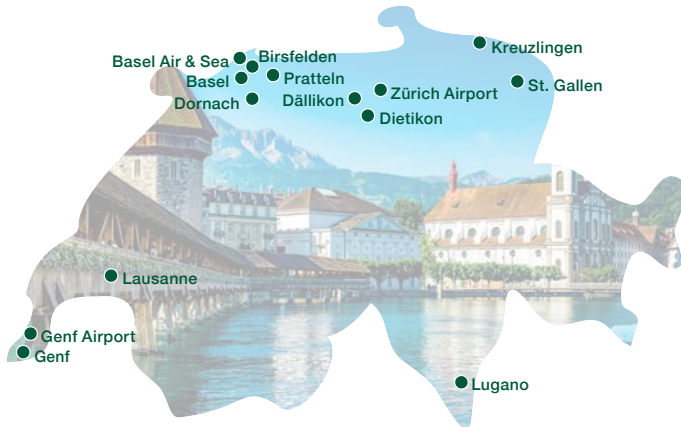 Kreuzlingen
Birsfelden
Basel Air & Sea
Pratteln
Basel
St. Gallen
Zürich Airport
Dornach
Dällikon
Dietikon
Lausanne
Genf Airport
Genf
Lugano